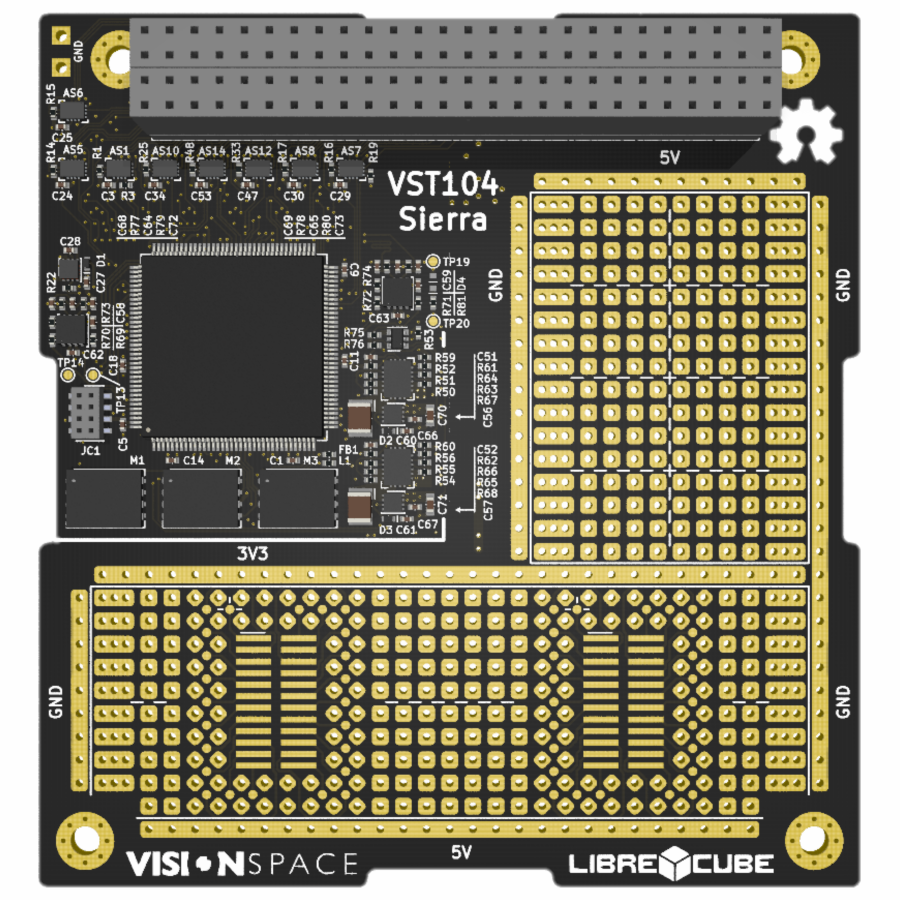 GND
R15
AS6
C25
R14
AS5
R1
AS1
R25
AS10
R48
AS14
R33
AS12
R17
AS8
R16
AS7
R19
C24
C3
R3
C34
C53
C47
C30
C29
5V
VST104
Sierra
C68
R77
C64
R79
C72
C69
R78
C65
R80
C73
C28
R22
D1
C27
C9
R74
R72
TP19
C59
D4
R71
RB1
TP20
C63
R53
GND
GND
R73
C58
R70
R69
C62
C18
TP14
TP13
R75
R76
C11
R59
R52
R51
R50
C51
R61
R64
R63
R67
C56
C70
D2
C60
C66
JC1
C5
M1
C14
M2
C1
M3
L1
FB1
R60
R56
R55
R54
C52
R62
R66
R65
R68
C57
C71
D3
C61
C67
3V3
GND
GND
5V
VISIONSPACE
LIBRECUBE